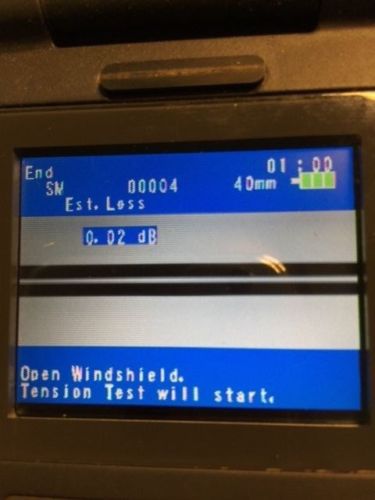 End 01:00
SM 00004 40mm
Est. Loss
0.02 dB
Open Windshield.
Tension Test will start.